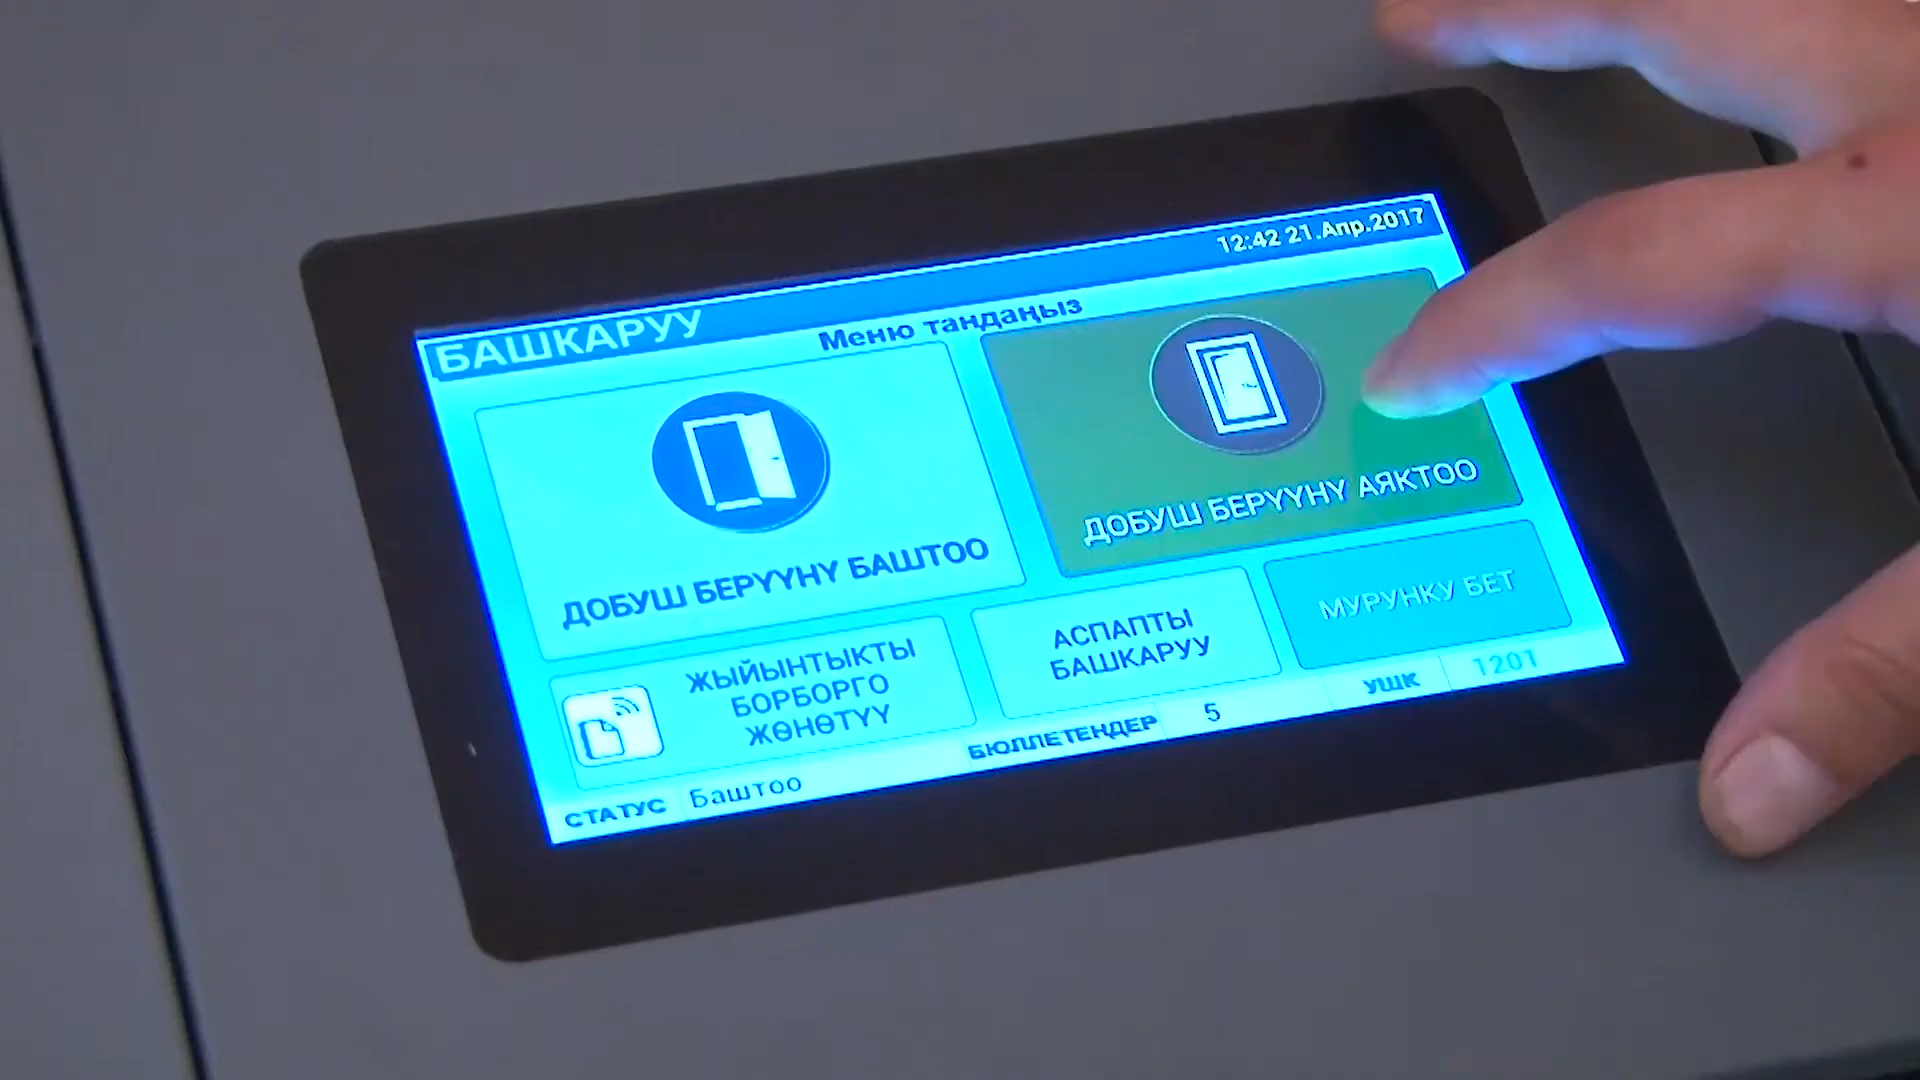 12:42 21.Апр.2017
БАШКАРУУ
Меню тандаңыз
ДОБУШ БЕРҮҮНҮ БАШТОО
ДОБУШ БЕРҮҮНҮ АЯКТОО
ЖЫЙЫНТЫКТЫ
БОРБОРГО
ЖӨНӨТҮҮ
АСПАПТЫ
БАШКАРУУ
МУРУНКУ БЕТ
СТАТУС Баштоо БЮЛЛЕТЕНДЕР 5 УШК 1201